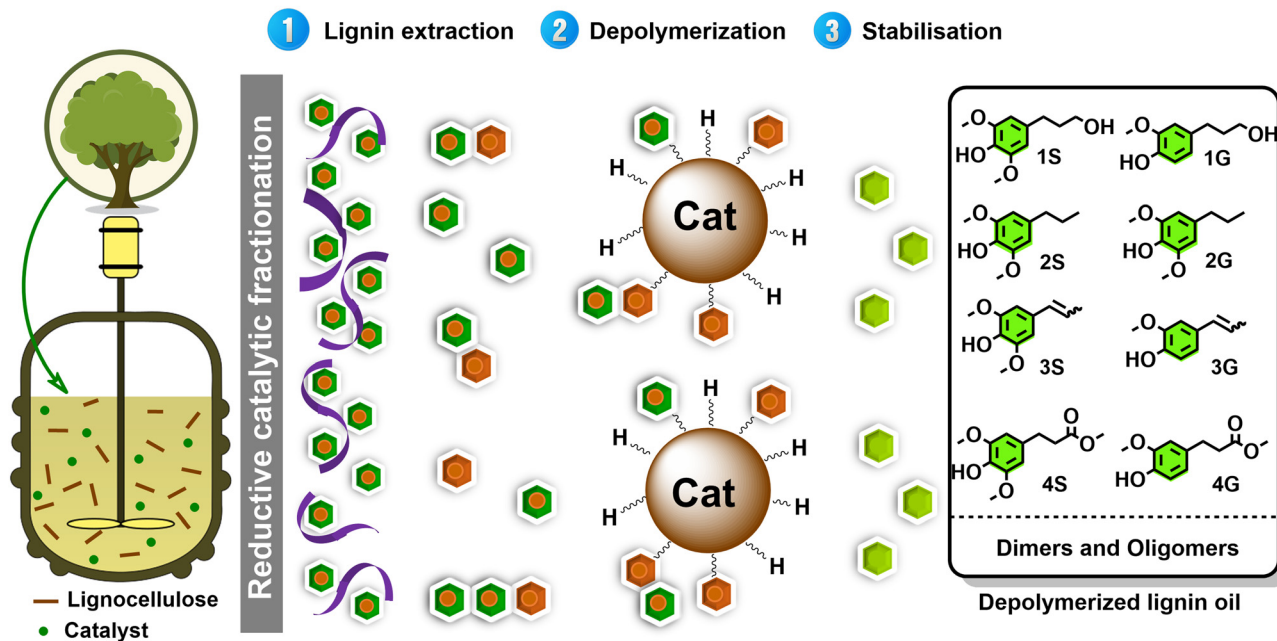 1 Lignin extraction 2 Depolymerization 3 Stabilisation
Reductive catalytic fractionation
H
H
H
H
H
H
H
Cat
H
H
H
H
H
H
H
Cat
O
OH
HO
O
1S
O
OH
HO
1G
O
HO
O
2S
O
HO
O
2G
O
HO
O
3S
O
HO
3G
O
O
O
HO
O
4S
O
O
O
HO
4G
Dimers and Oligomers
Depolymerized lignin oil
Lignocellulose
Catalyst